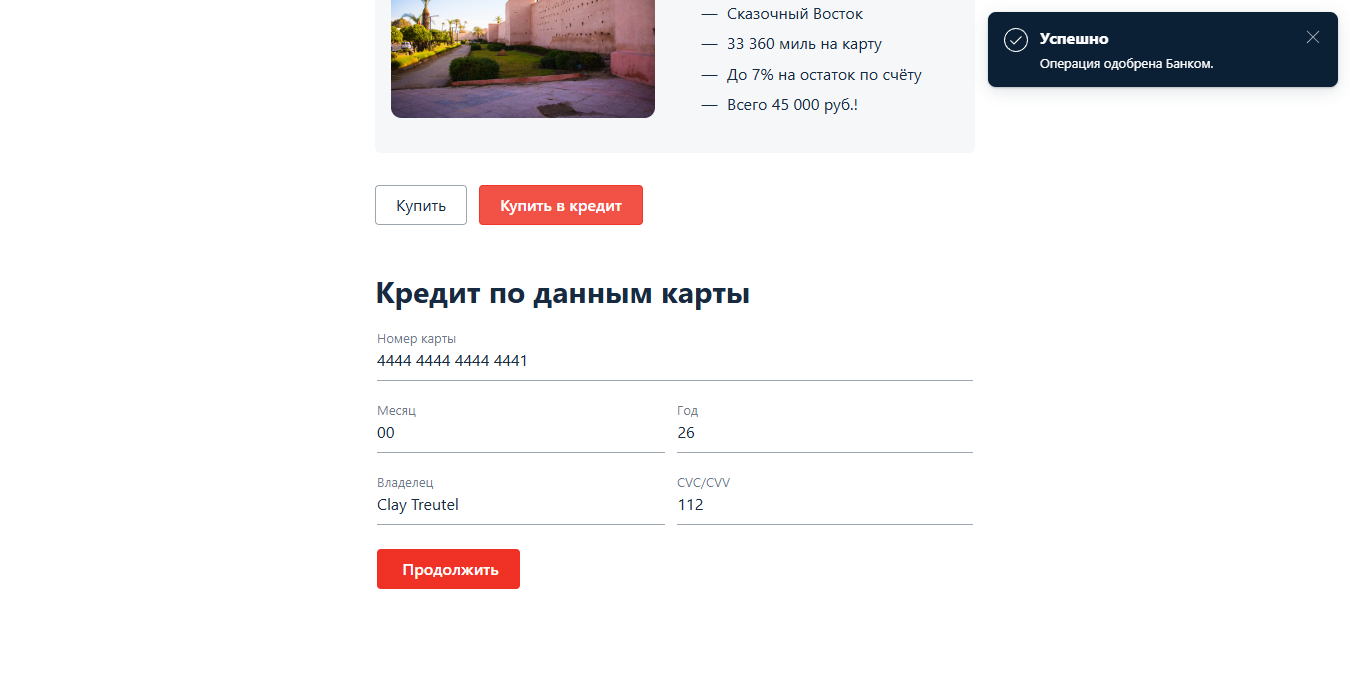 — Сказочный Восток
— 33 360 миль на карту
— До 7% на остаток по счёту
— Всего 45 000 руб.!
Успешно
Операция одобрена Банком.
Купить
Купить в кредит
Кредит по данным карты
Номер карты
4444 4444 4444 4441
Месяц
Год
00
26
Владелец
CVC/CVV
Clay Treutel
112
Продолжить